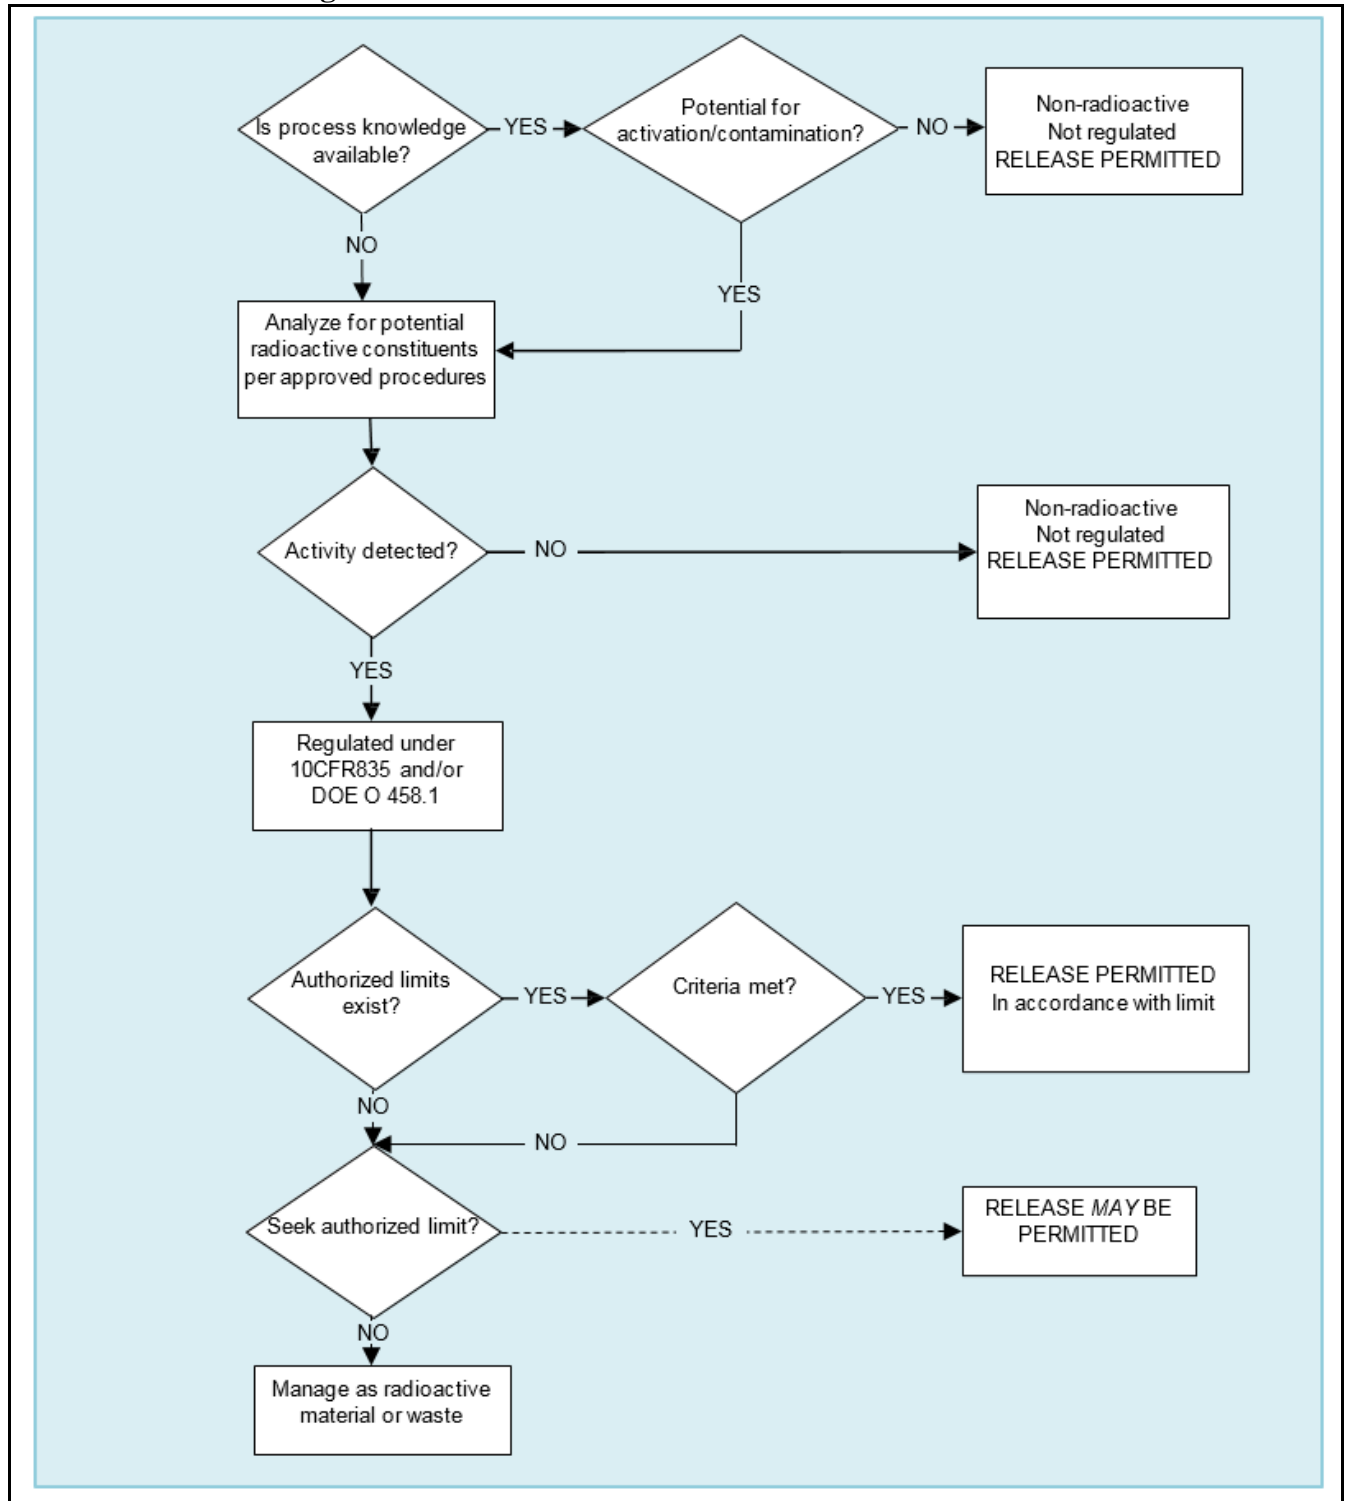 Is process knowledge
available?
YES
Potential for
activation/contamination?
NO
Non-radioactive
Not regulated
RELEASE PERMITTED
NO
YES
Analyze for potential
radioactive constituents
per approved procedures
Activity detected?
NO
Non-radioactive
Not regulated
RELEASE PERMITTED
YES
Regulated under
10CFR835 and/or
DOE O 458.1
Authorized limits
exist?
YES
Criteria met?
YES
RELEASE PERMITTED
In accordance with limit
NO
NO
Seek authorized limit?
YES
RELEASE MAY BE
PERMITTED
NO
Manage as radioactive
material or waste